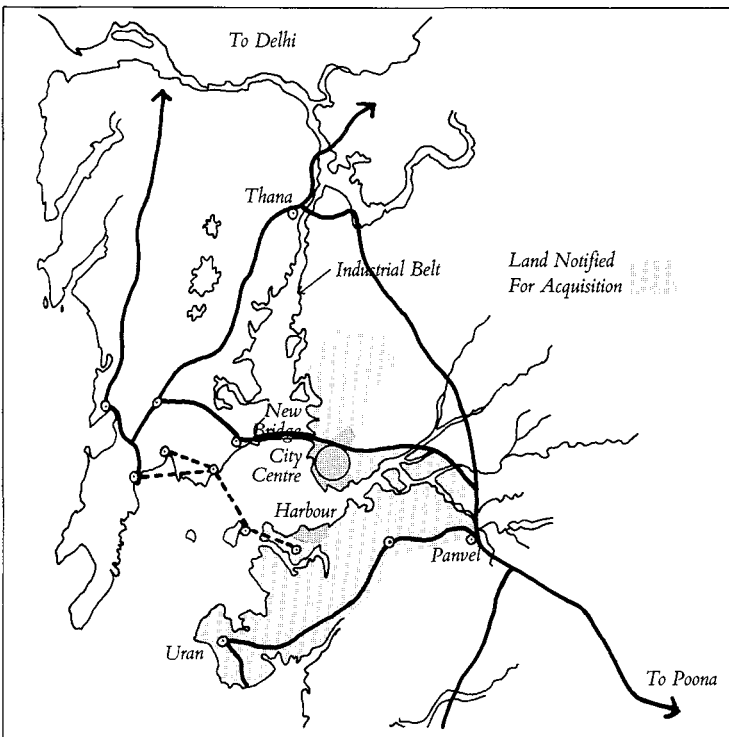 To Delhi
Thana
Industrial Belt
Land Notified
For Acquisition
New
Bridge
City
Centre
Harbour
Panvel
Uran
To Poona